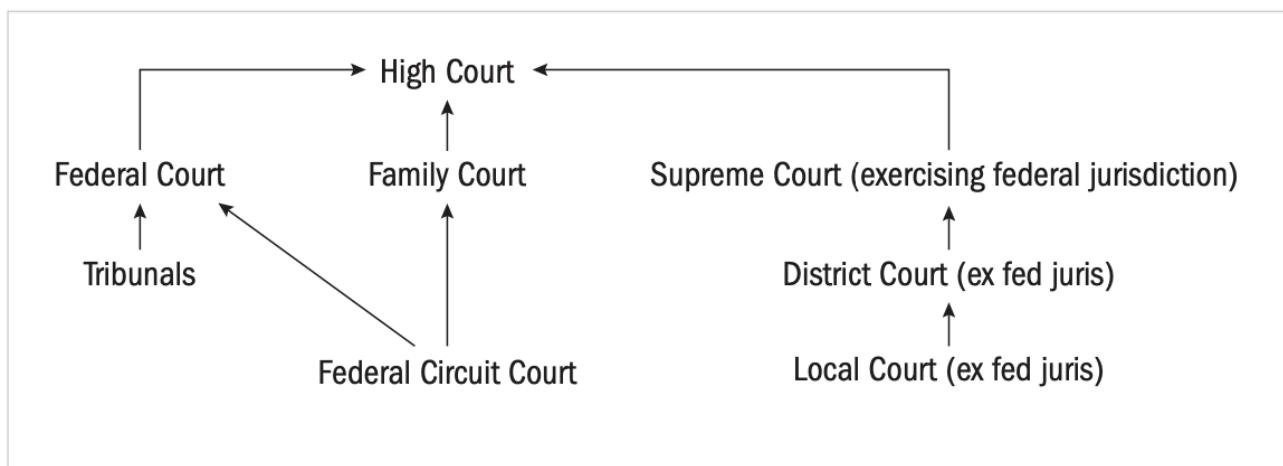 High Court
Federal Court
Family Court
Supreme Court (exercising federal jurisdiction)
Tribunals
District Court (ex fed juris)
Federal Circuit Court
Local Court (ex fed juris)